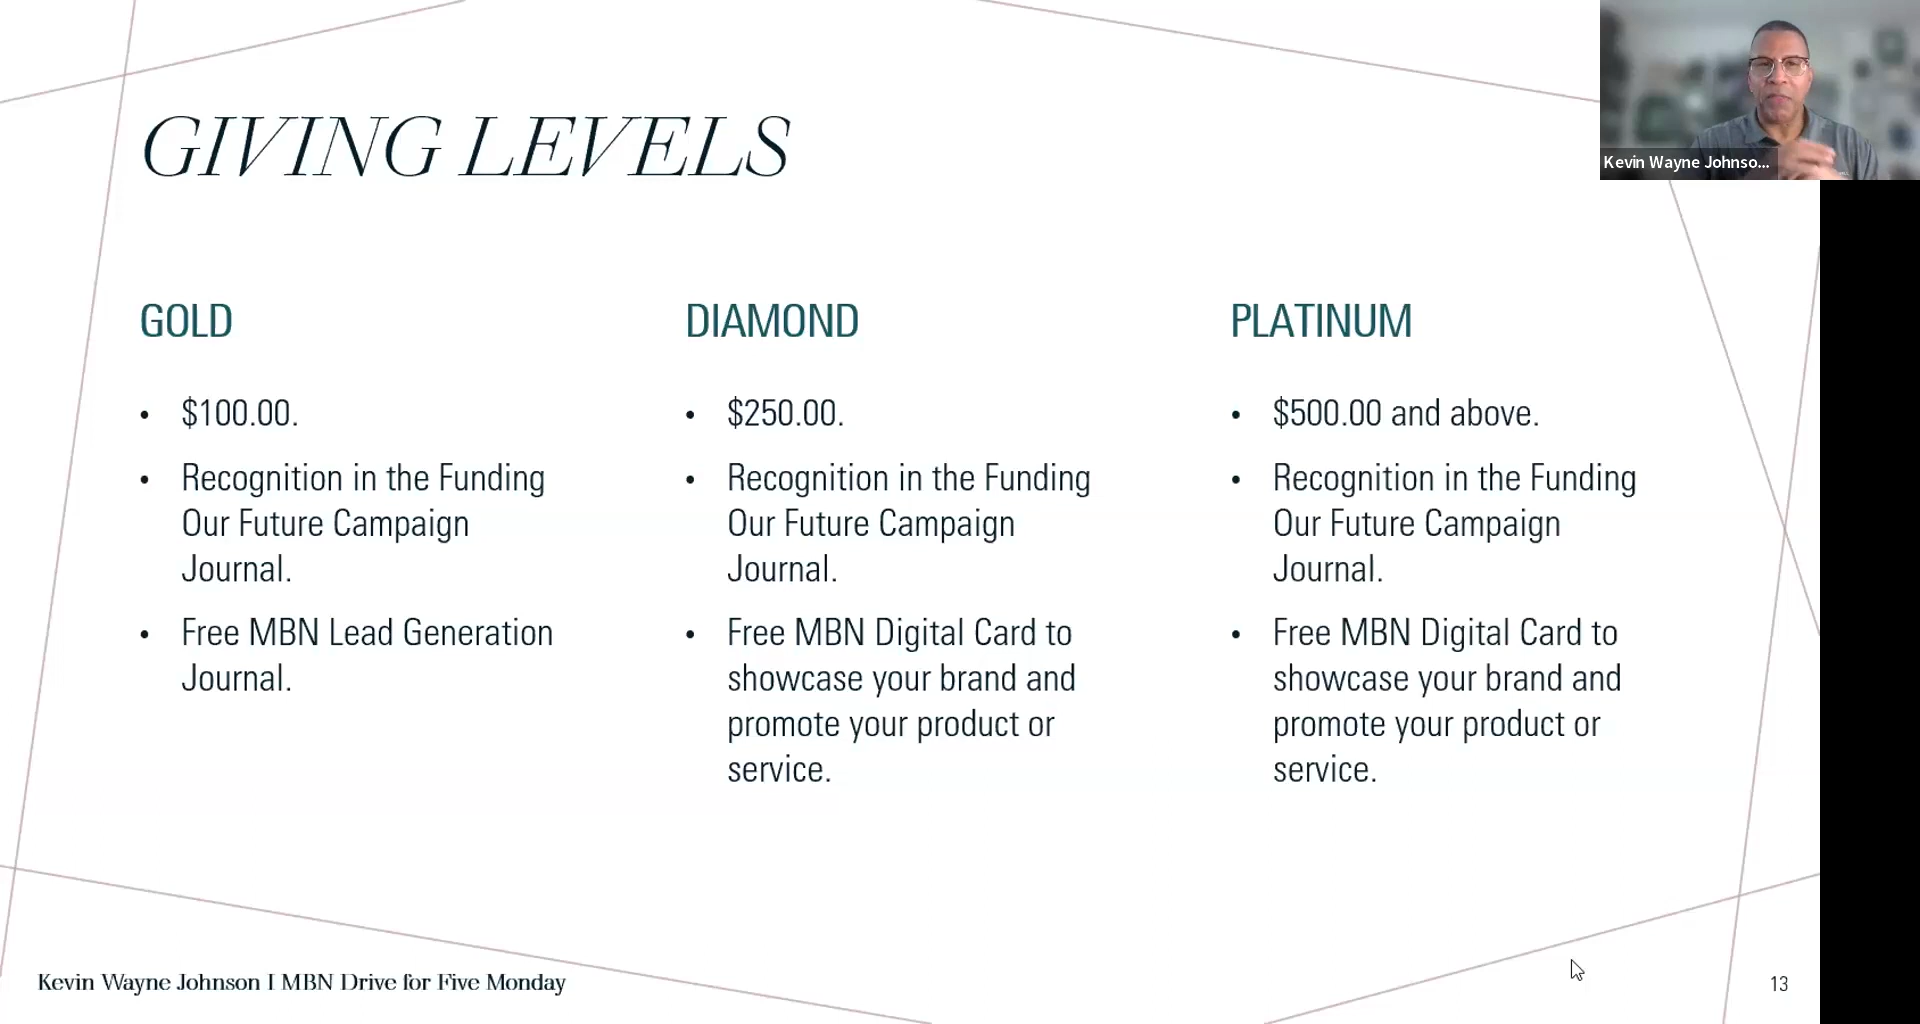 Kevin Wayne Johnso...
GIVING LEVELS
GOLD
• $100.00.
• Recognition in the Funding
Our Future Campaign
Journal.
• Free MBN Lead Generation
Journal.
DIAMOND
• $250.00.
• Recognition in the Funding
Our Future Campaign
Journal.
• Free MBN Digital Card to
showcase your brand and
promote your product or
service.
PLATINUM
• $500.00 and above.
• Recognition in the Funding
Our Future Campaign
Journal.
• Free MBN Digital Card to
showcase your brand and
promote your product or
service.
Kevin Wayne Johnson I MBN Drive for Five Monday
13